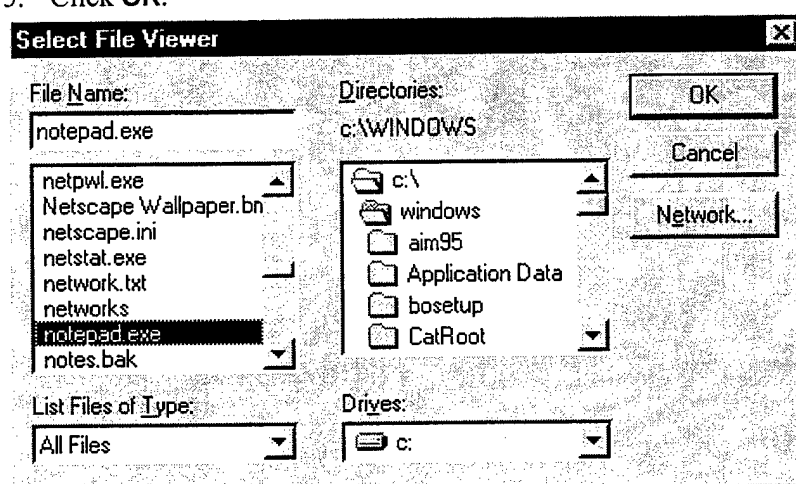 Click OK.
Select File Viewer
File Name:
notepad.exe
netpwl.exe
Netscape Wallpaper.bn
netscape.ini
netstat.exe
network.txt
networks
notepad.exe
notes.bak
List Files of Type:
All Files
Directories:
c:\WINDOWS
c:\
windows
aim95
Application Data
bosetup
CatRoot
Drives:
c:
OK
Cancel
Network...